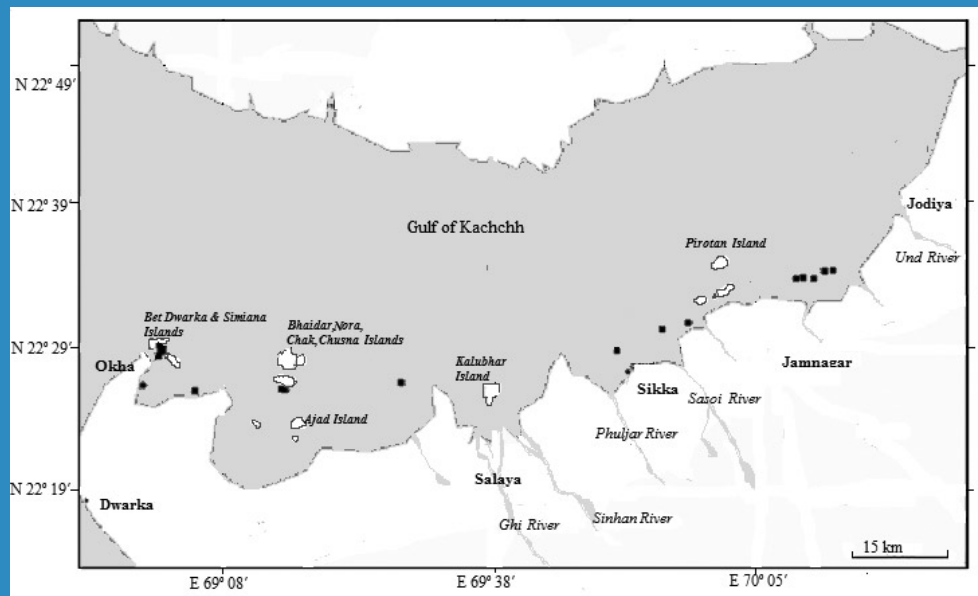 N 22° 49′
N 22° 39′
Jodiya
Gulf of Kachchh
Pirotan Island
Und River
Bet Dwarka & Simiana
Islands
Bhaidar,Nora,
Chak,Chusna Islands
N 22° 29′
Okha
Kalubhar
Island
Jamnagar
Sikka
Sasoi River
Ajad Island
Phuljar River
Salaya
N 22° 19′
Dwarka
Ghi River
Sinhan River
15 km
E 69° 08′
E 69° 38′
E 70° 05′